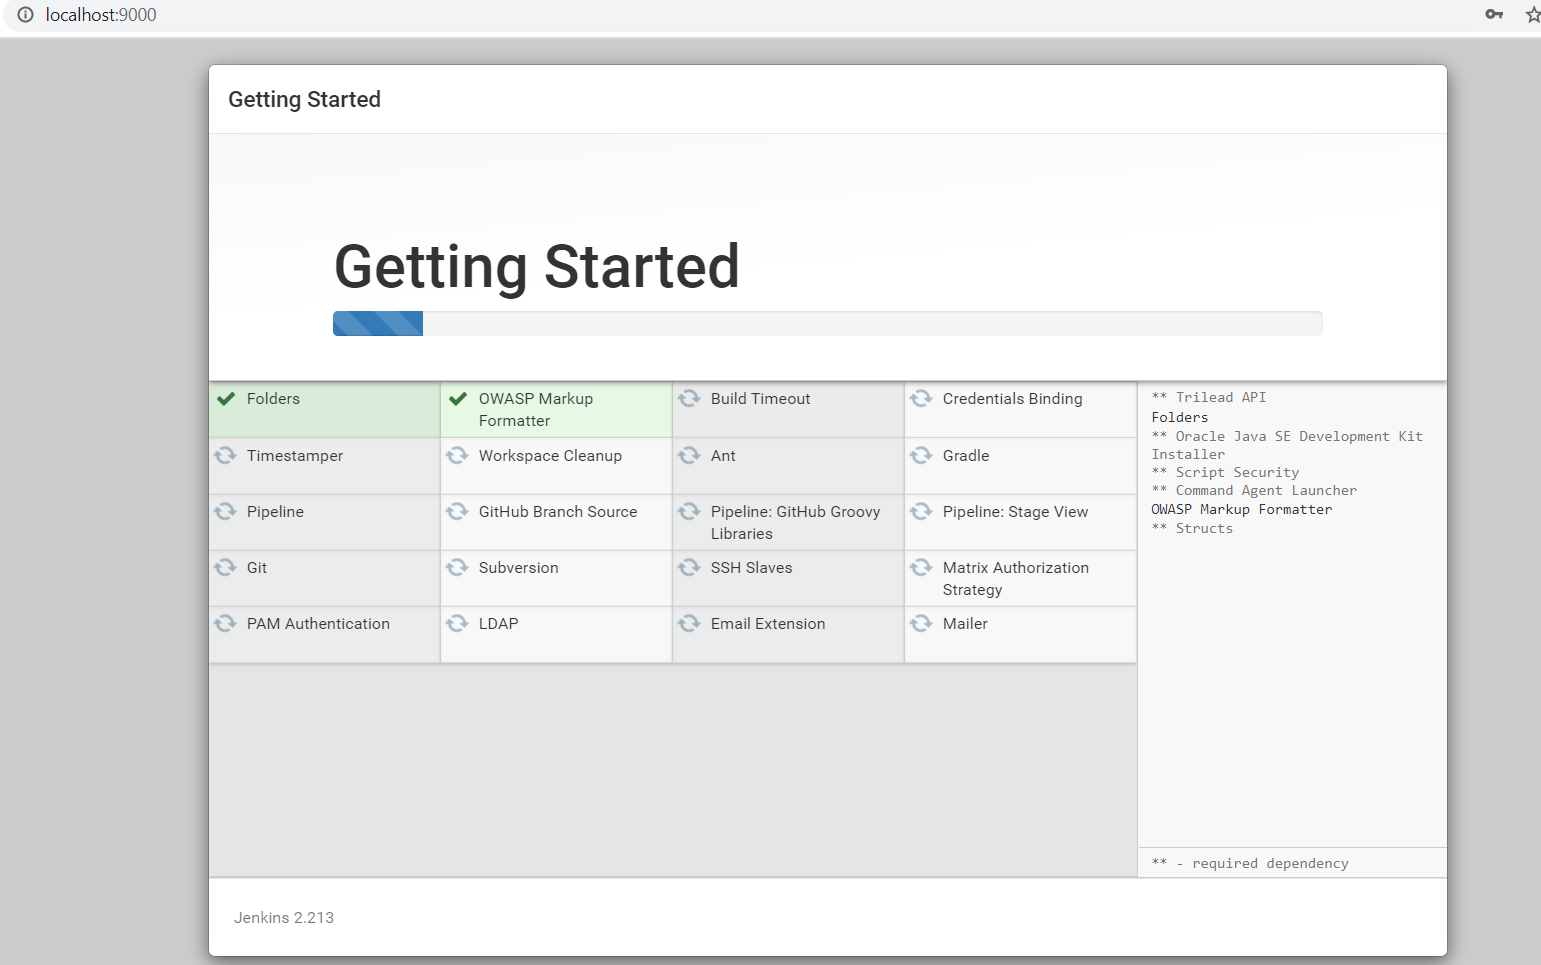 localhost:9000
Getting Started
Getting Started
Folders
OWASP Markup
Formatter
Build Timeout
Credentials Binding
Timestamper
Workspace Cleanup
Ant
Gradle
Pipeline
GitHub Branch Source
Pipeline: GitHub Groovy
Libraries
Pipeline: Stage View
Git
Subversion
SSH Slaves
Matrix Authorization
Strategy
PAM Authentication
LDAP
Email Extension
Mailer
** Trilead API
Folders
** Oracle Java SE Development Kit
Installer
** Script Security
** Command Agent Launcher
OWASP Markup Formatter
** Structs
** - required dependency
Jenkins 2.213